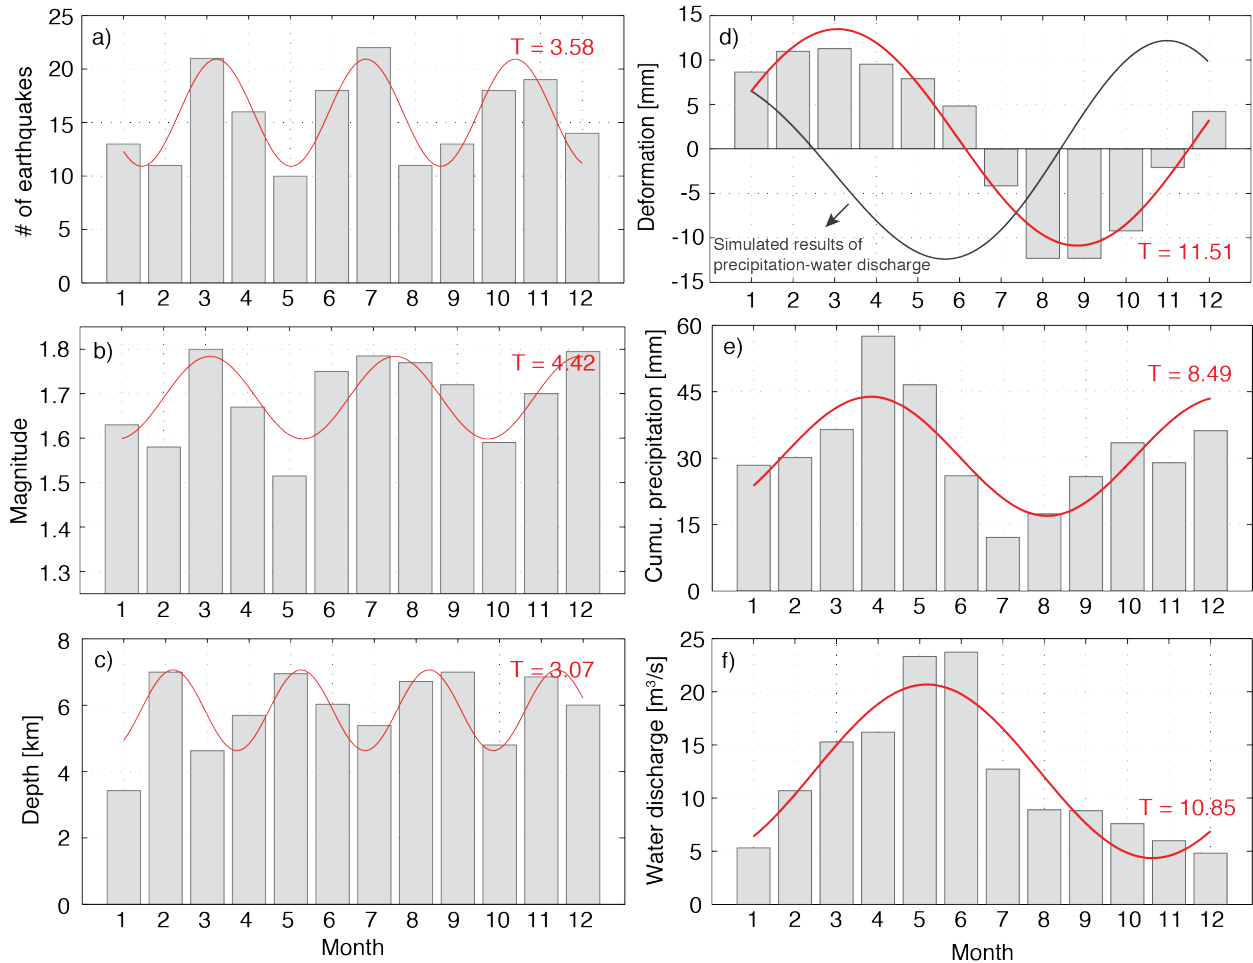 a)
T = 3.58
# of earthquakes
25
20
15
10
5
0
1 2 3 4 5 6 7 8 9 10 11 12
b)
T = 4.42
Magnitude
1.8
1.7
1.6
1.5
1.4
1.3
1 2 3 4 5 6 7 8 9 10 11 12
c)
T = 3.07
Depth [km]
8
6
4
2
0
1 2 3 4 5 6 7 8 9 10 11 12
Month
d)
Deformation [mm]
15
10
5
0
-5
-10
-15
Simulated results of
precipitation-water discharge
T = 11.51
1 2 3 4 5 6 7 8 9 10 11 12
e)
T = 8.49
Cumu. precipitation [mm]
60
45
30
15
0
1 2 3 4 5 6 7 8 9 10 11 12
f)
T = 10.85
Water discharge [m³/s]
25
20
15
10
5
0
1 2 3 4 5 6 7 8 9 10 11 12
Month